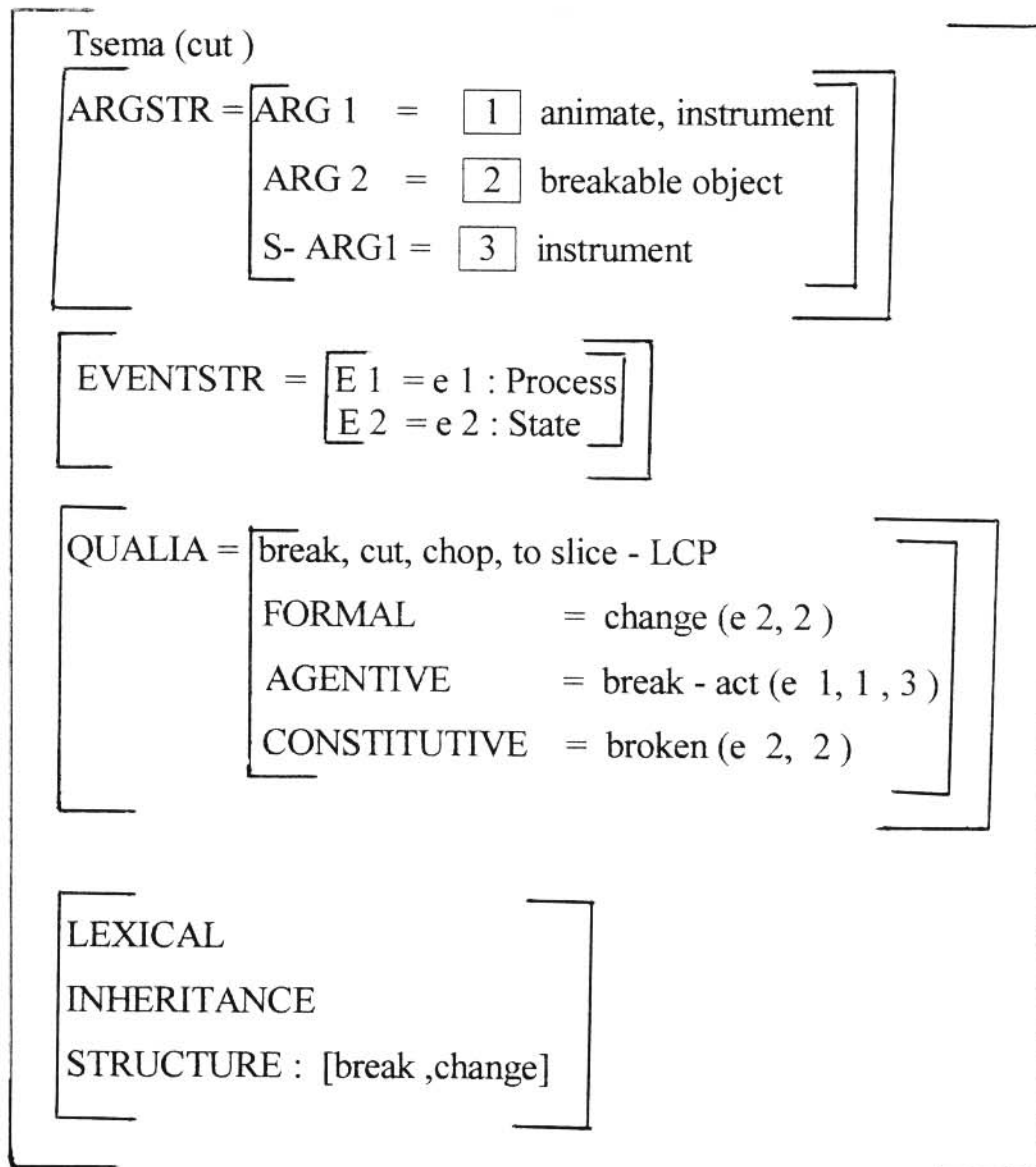 Tsema (cut )
ARGSTR = ARG 1 = 1 animate, instrument
ARG 2 = 2 breakable object
S- ARG1 = 3 instrument
EVENTSTR = E 1 = e 1 : Process
E 2 = e 2 : State
QUALIA = break, cut, chop, to slice - LCP
FORMAL = change (e 2, 2 )
AGENTIVE = break - act (e 1, 1 , 3 )
CONSTITUTIVE = broken (e 2, 2 )
LEXICAL
INHERITANCE
STRUCTURE : [break ,change]